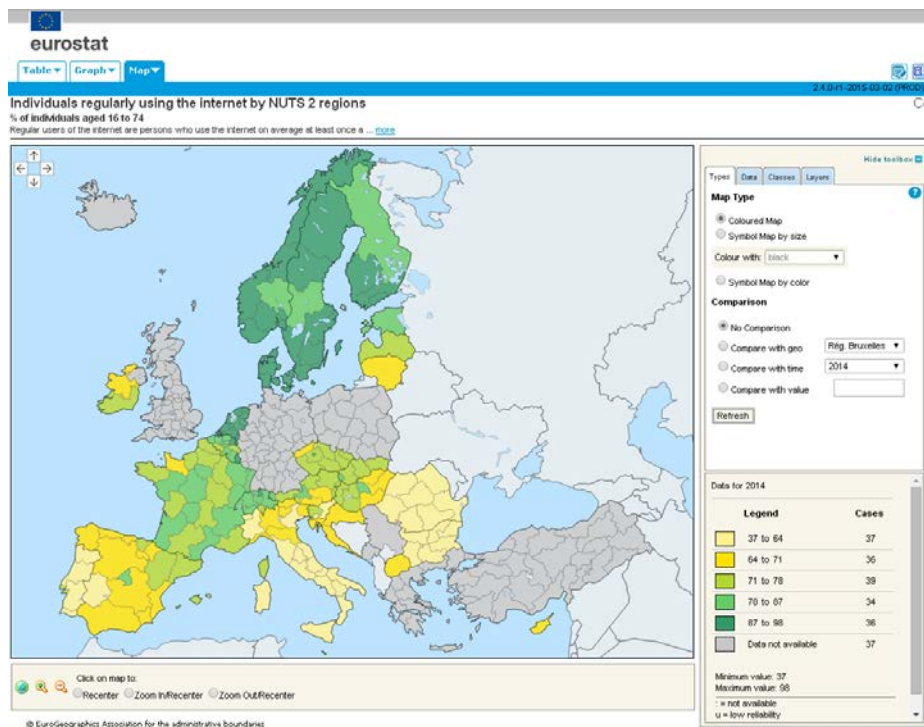 eurostat
Table Graph Map
2.4.0-r1-2015-03-02 (PROD)
Individuals regularly using the internet by NUTS 2 regions
% of individuals aged 16 to 74
Regular users of the internet are persons who use the internet on average at least once a ... more
Hide toolbox
Types Data Classes Layers
?
Map Type
Coloured Map
Symbol Map by size
Colour with: black
Symbol Map by color
Comparison
No Comparison
Compare with geo Rég. Bruxelles
Compare with time 2014
Compare with value
Refresh
Data for 2014
Legend Cases
37 to 64 37
64 to 71 36
71 to 78 39
78 to 87 34
87 to 98 36
Data not available 37
Minimum value: 37
Maximum value: 98
: = not available
u = low reliability
Click on map to:
Recenter Zoom In/Recenter Zoom Out/Recenter
© EuroGeographics Association for the administrative boundaries